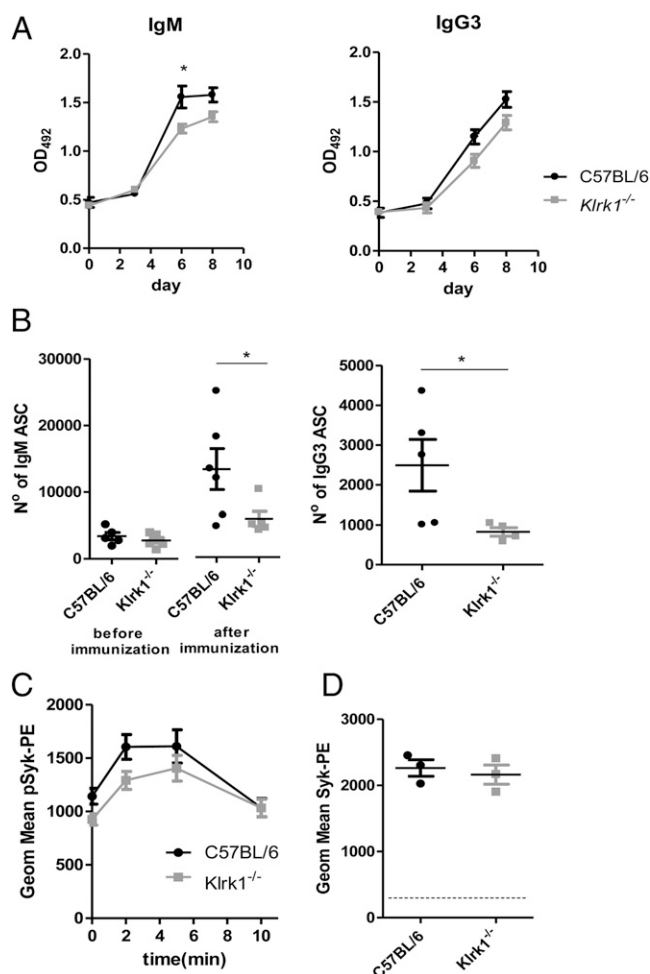 A
IgM
IgG3
2.0
1.5
1.0
0.5
0.0
OD492
*
0 2 4 6 8 10
day
2.0
1.5
1.0
0.5
0.0
OD492
0 2 4 6 8 10
day
C57BL/6
Klrk1-/-
B
30000
20000
10000
0
Nº of IgM ASC
*
C57BL/6
Klrk1-/-
C57BL/6
Klrk1-/-
before immunization
after immunization
5000
4000
3000
2000
1000
0
Nº of IgG3 ASC
*
C57BL/6
Klrk1-/-
C
2000
1500
1000
500
0
Geom Mean pSyk-PE
C57BL/6
Klrk1-/-
0 2 4 6 8 10
time(min)
D
3000
2000
1000
0
Geom Mean Syk-PE
C57BL/6
Klrk1-/-